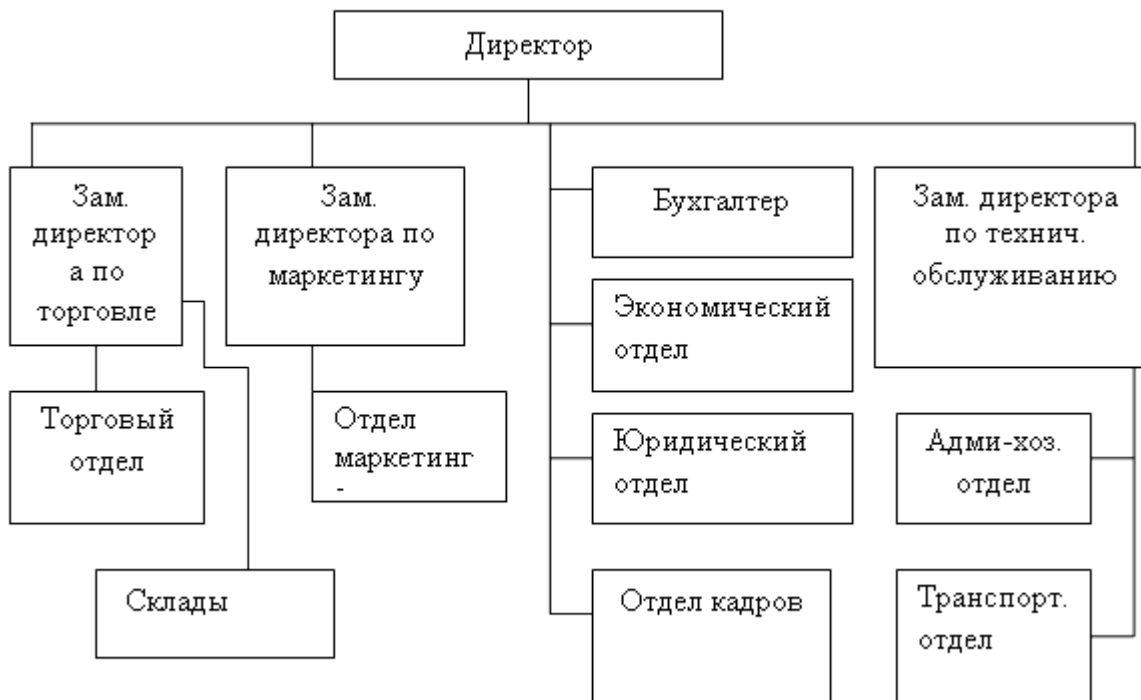 Директор
Зам.
директор
а по
торговле
Зам.
директора по
маркетингу
Бухгалтер
Зам. директора
по технич.
обслуживанию
Экономический
отдел
Торговый
отдел
Отдел
маркетинг
-
Юридический
отдел
Адми-хоз.
отдел
Склады
Отдел кадров
Транспорт.
отдел